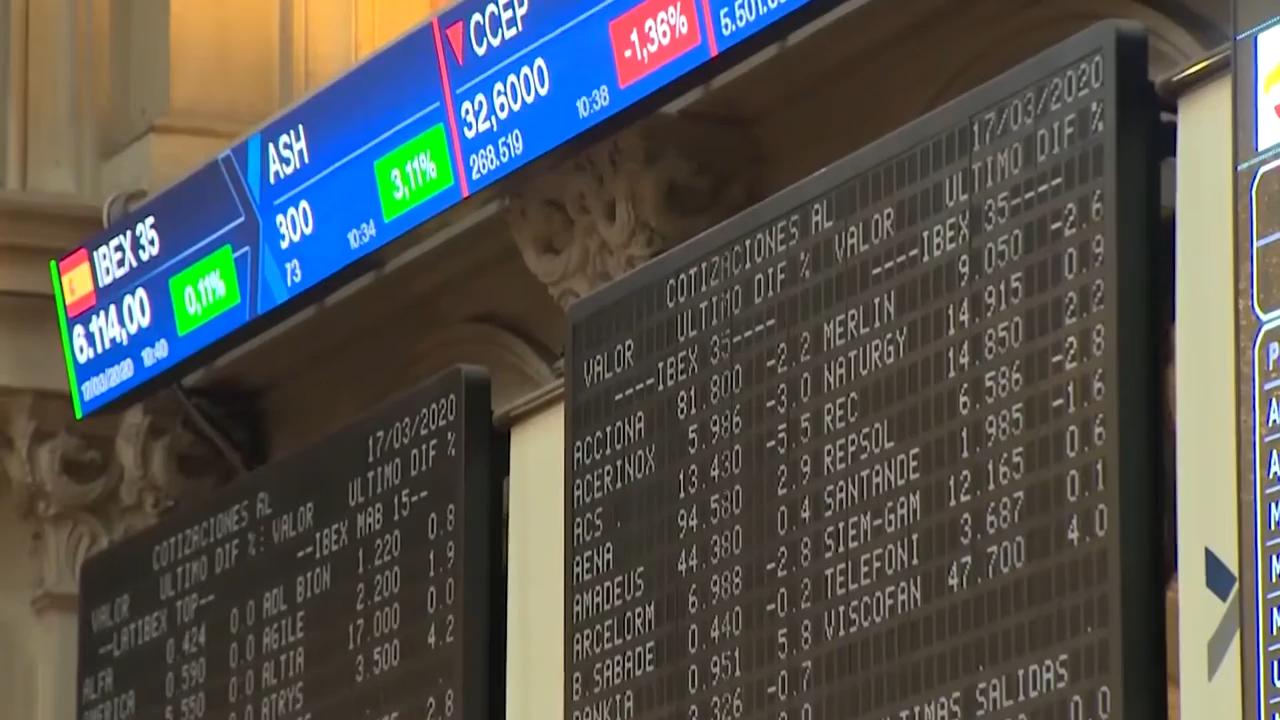 IBEX 35
6.114,00 0,11%
17/03/2020 10:40
ASH
300 3,11%
73 10:34
CCEP
32,6000 -1,36%
268.519 10:38
COTIZACIONES AL 17/03/2020
VALOR ULTIMO DIF % VALOR ULTIMO DIF %
----IBEX 35---- ----IBEX 35----
ACCIONA 81.800 -2.2 MERLIN 9.050 -2.6
ACERINOX 5.986 -3.0 NATURGY 14.915 0.9
ACS 13.430 -5.5 REC 14.850 2.2
AENA 94.580 2.9 REPSOL 6.586 -2.8
AMADEUS 44.380 0.4 SANTANDE 1.985 -1.6
ARCELORM 6.988 -2.8 SIEM-GAM 12.165 0.6
B.SABADE 0.440 -0.2 TELEFONI 3.687 0.1
BANKIA 0.951 5.8 VISCOFAN 47.700 4.0
-0.7
SALIDAS
0.0
COTIZACIONES AL 17/03/2020
VALOR ULTIMO DIF % VALOR ULTIMO DIF %
--LATIBEX TOP-- --IBEX MAB 15--
ALFA 0.424 0.0 ADL BION 1.220 0.8
AMERICA 0.590 0.0 AGILE 2.200 1.9
5.550 0.0 ALTIA 17.000 0.0
ATRYS 3.500 4.2
2.8